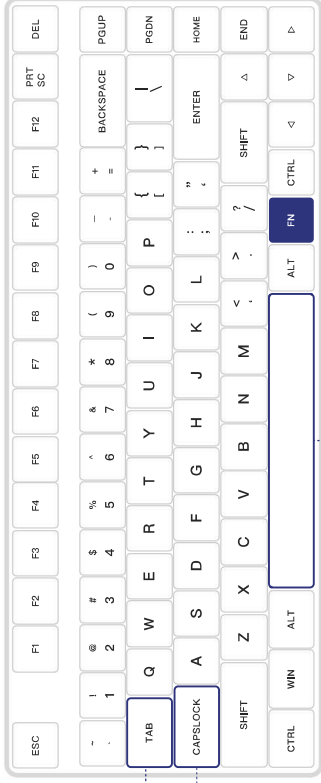 ESC F1 F2 F3 F4 F5 F6 F7 F8 F9 F10 F11 F12 PRT SC DEL
~ ! @ # $ % ^ & * ( ) — + BACKSPACE PGUP
. 1 2 3 4 5 6 7 8 9 0 - =
TAB Q W E R T Y U I O P { [ } ] | \ PGDN
CAPSLOCK A S D F G H J K L : ; " ' ENTER HOME
SHIFT Z X C V B N M < , > . ? / SHIFT △ END
CTRL WIN ALT ALT FN CTRL ◁ ▽ ▷